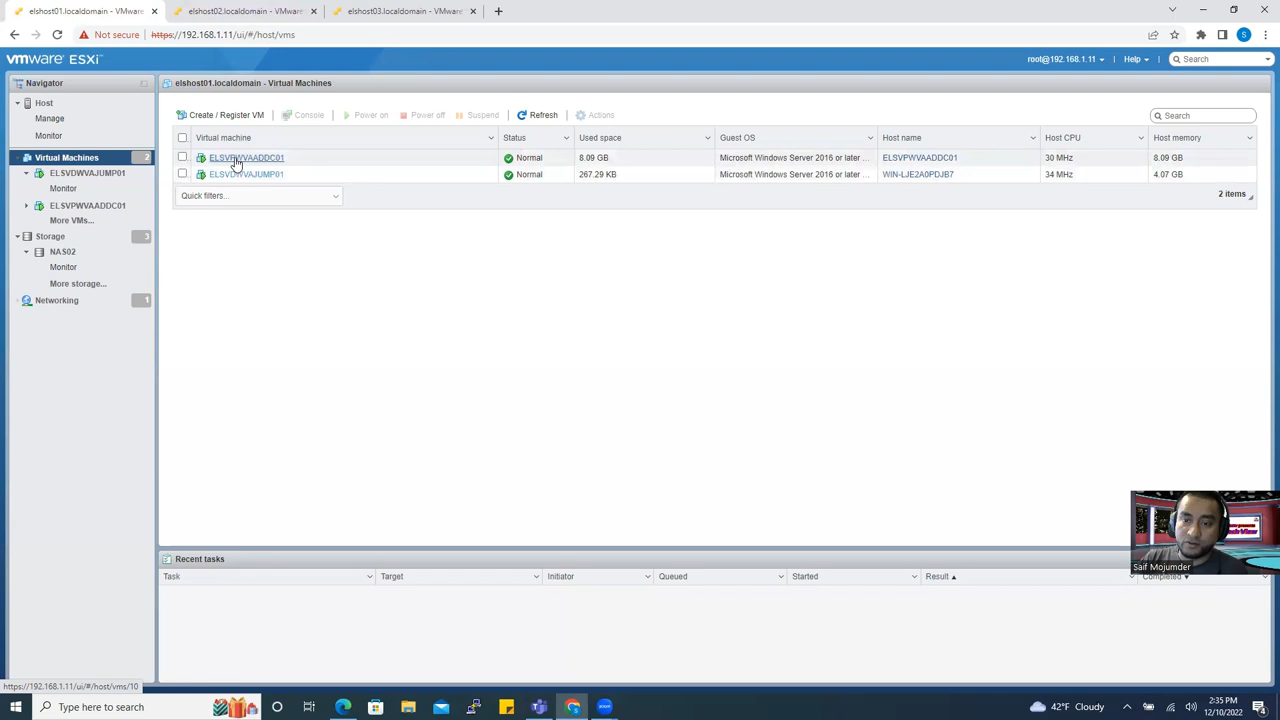 elshost01.localdomain - VMware
elshost02.localdomain - VMware
elshost03.localdomain - VMware
Not secure
https://192.168.1.11/ui/#/host/vms
S
vmware ESXi
root@192.168.1.11
Help
Search
Navigator
elshost01.localdomain - Virtual Machines
Host
Manage
Monitor
Virtual Machines 2
ELSVDWVAJUMP01
Monitor
ELSVPWVAADDC01
More VMs...
Storage 3
NAS02
Monitor
More storage...
Networking 1
Create / Register VM
Console
Power on
Power off
Suspend
Refresh
Actions
Search
Virtual machine Status Used space Guest OS Host name Host CPU Host memory
ELSVPWVAADDC01 Normal 8.09 GB Microsoft Windows Server 2016 or later ... ELSVPWVAADDC01 30 MHz 8.09 GB
ELSVDWVAJUMP01 Normal 267.29 KB Microsoft Windows Server 2016 or later ... WIN-LJE2A0PDJB7 34 MHz 4.07 GB
Quick filters...
2 items
Recent tasks
Task Target Initiator Queued Started Result Completed
Saif Mojumder
https://192.168.1.11/ui/#/host/vms/10
Type here to search
zoom
42°F Cloudy
2:35 PM
12/10/2022
4